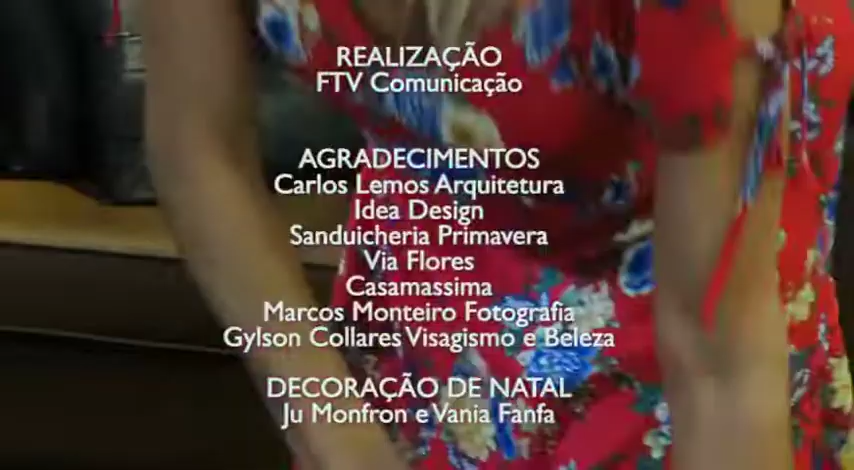 REALIZAÇÃO
FTV Comunicação
AGRADECIMENTOS
Carlos Lemos Arquitetura
Idea Design
Sanduicheria Primavera
Via Flores
Casamassima
Marcos Monteiro Fotografia
Gylson Collares Visagismo e Beleza
DECORAÇÃO DE NATAL
Ju Monfron e Vania Fanfa